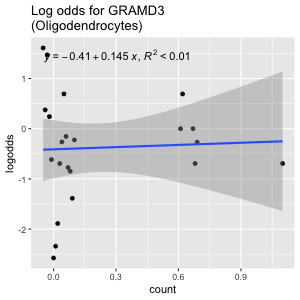 Log odds for GRAMD3
(Oligodendrocytes)
y = −0.41 + 0.145 x, R² < 0.01
logodds
1
0
-1
-2
0.0 0.3 0.6 0.9
count